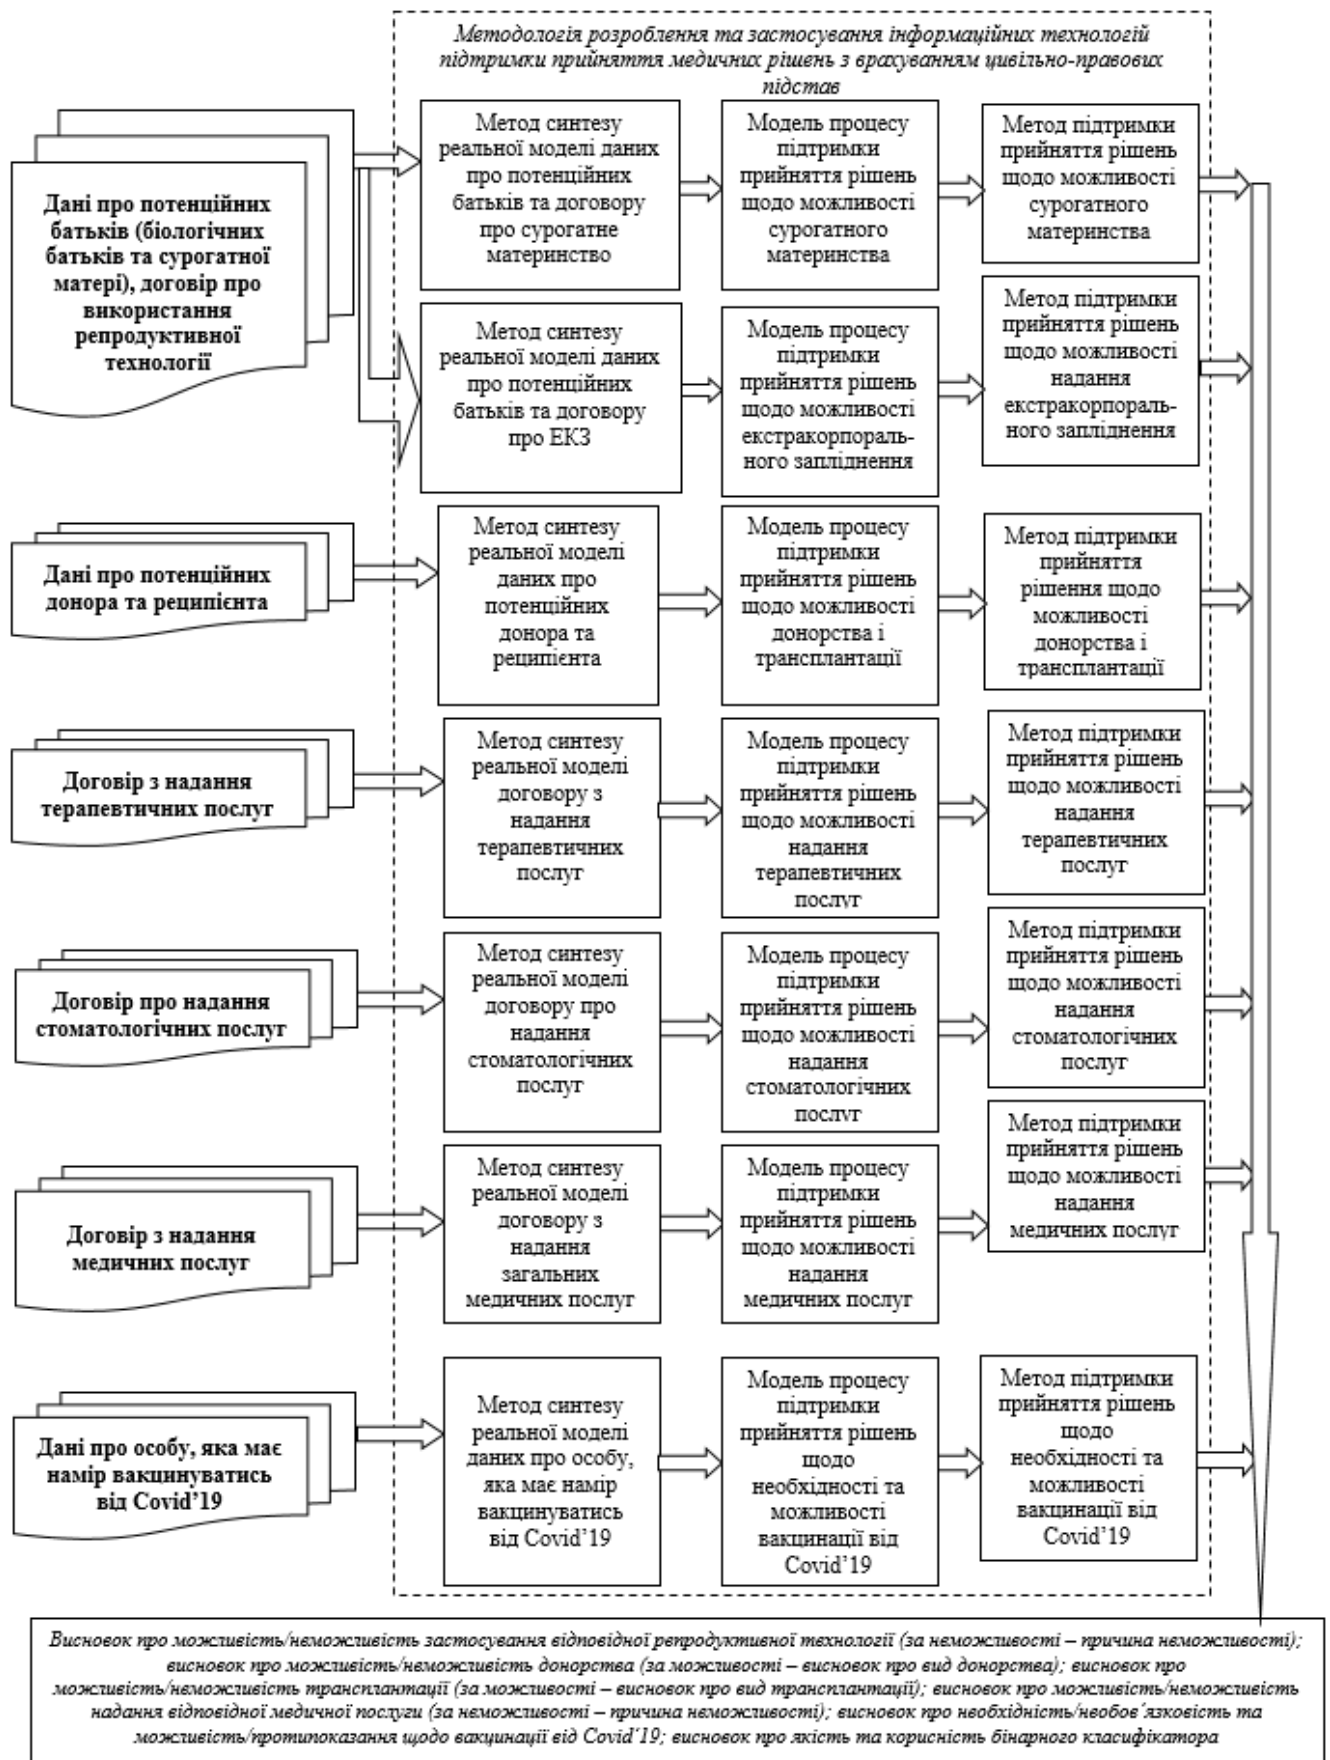 Методологія розроблення та застосування інформаційних технологій
підтримки прийняття медичних рішень з врахуванням цивільно-правових
підстав
Дані про потенційних
батьків (біологічних
батьків та сурогатної
матері), договір про
використання
репродуктивної
технології
Метод синтезу
реальної моделі даних
про потенційних
батьків та договору
про сурогатне
материнство
Модель процесу
підтримки
прийняття рішень
щодо можливості
сурогатного
материнства
Метод підтримки
прийняття рішень
щодо можливості
сурогатного
материнства
Метод синтезу
реальної моделі даних
про потенційних
батьків та договору
про ЕКЗ
Модель процесу
підтримки
прийняття рішень
щодо можливості
екстракорпораль-
ного запліднення
Метод підтримки
прийняття рішень
щодо можливості
надання
екстракорпораль-
ного запліднення
Дані про потенційних
донора та реципієнта
Метод синтезу
реальної моделі
даних про
потенційних
донора та
реципієнта
Модель процесу
підтримки
прийняття рішень
щодо можливості
донорства і
трансплантації
Метод підтримки
прийняття
рішення щодо
можливості
донорства і
трансплантації
Договір з надання
терапевтичних послуг
Метод синтезу
реальної моделі
договору з
надання
терапевтичних
послуг
Модель процесу
підтримки
прийняття рішень
щодо можливості
надання
терапевтичних
послуг
Метод підтримки
прийняття рішень
щодо можливості
надання
терапевтичних
послуг
Договір про надання
стоматологічних послуг
Метод синтезу
реальної моделі
договору про
надання
стоматологічних
послуг
Модель процесу
підтримки
прийняття рішень
щодо можливості
надання
стоматологічних
послуг
Метод підтримки
прийняття рішень
щодо можливості
надання
стоматологічних
послуг
Договір з надання
медичних послуг
Метод синтезу
реальної моделі
договору з
надання
загальних
медичних послуг
Модель процесу
підтримки
прийняття рішень
щодо можливості
надання
медичних послуг
Метод підтримки
прийняття рішень
щодо можливості
надання
медичних послуг
Дані про особу, яка має
намір вакцинуватись
від Covid’19
Метод синтезу
реальної моделі
даних про особу,
яка має намір
вакцинуватись
від Covid’19
Модель процесу
підтримки
прийняття рішень
щодо
необхідності та
можливості
вакцинації від
Covid’19
Метод підтримки
прийняття рішень
щодо
необхідності та
можливості
вакцинації від
Covid’19
Висновок про можливість/неможливість застосування відповідної репродуктивної технології (за неможливості – причина неможливості);
висновок про можливість/неможливість донорства (за можливості – висновок про вид донорства); висновок про
можливість/неможливість трансплантації (за можливості – висновок про вид трансплантації); висновок про можливість/неможливість
надання відповідної медичної послуги (за неможливості – причина неможливості); висновок про необхідність/необов´язковість та
можливість/протипоказання щодо вакцинації від Covid´19; висновок про якість та корисність бінарного класифікатора